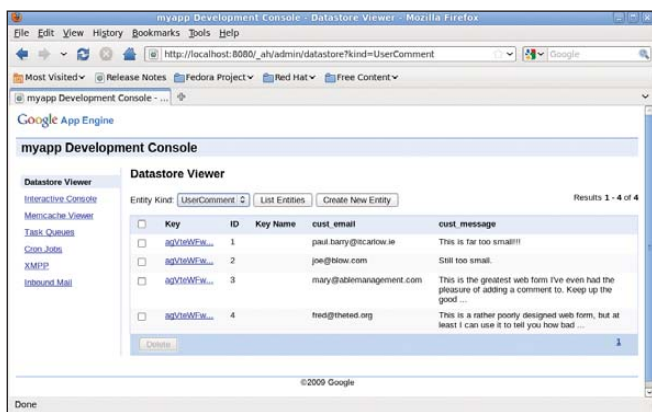 myapp Development Console - Datastore Viewer - Mozilla Firefox
File Edit View History Bookmarks Tools Help
http://localhost:8080/_ah/admin/datastore?kind=UserComment
Google
Most Visited Release Notes Fedora Project Red Hat Free Content
myapp Development Console - ...
Google App Engine
myapp Development Console
Datastore Viewer
Interactive Console
Memcache Viewer
Task Queues
Cron Jobs
XMPP
Inbound Mail
Datastore Viewer
Entity Kind: UserComment List Entities Create New Entity Results 1 - 4 of 4
Key ID Key Name cust_email cust_message
agVteWFw... 1 paul.barry@itcarlow.ie This is far too small!!!
agVteWFw... 2 joe@blow.com Still too small.
agVteWFw... 3 mary@ablemanagement.com This is the greatest web form I've even had the
pleasure of adding a comment to. Keep up the
good ...
agVteWFw... 4 fred@theted.org This is a rather poorly designed web form, but at
least I can use it to tell you how bad ...
Delete 1
©2009 Google
Done